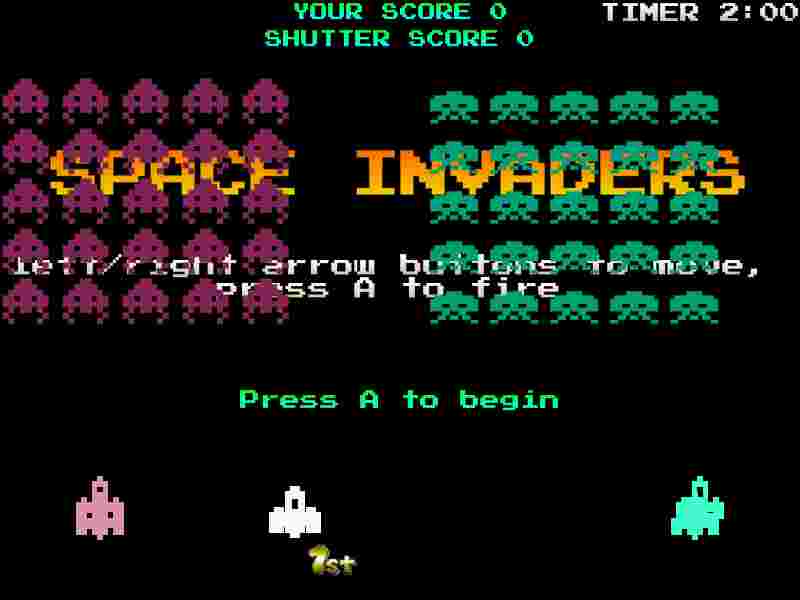 YOUR SCORE 0
TIMER 2:00
SHUTTER SCORE 0
SPACE INVADERS
left/right arrow buttons to move,
press A to fire
Press A to begin
1st